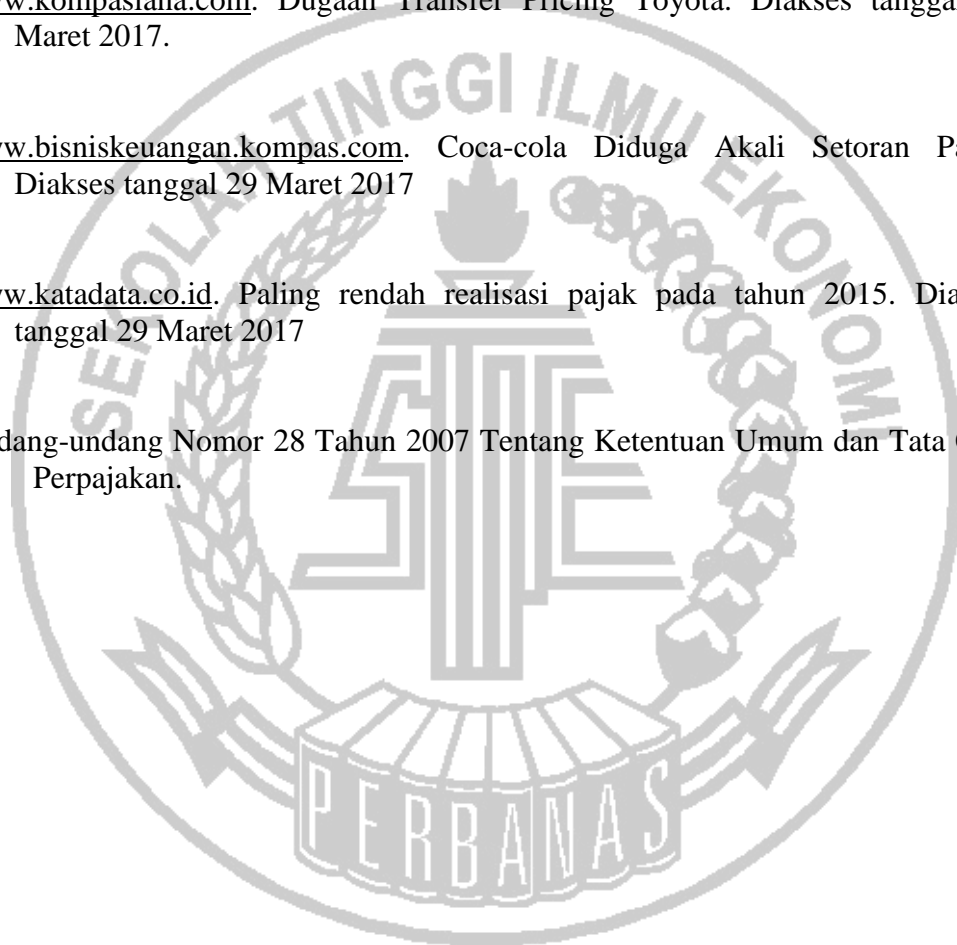 w.kompasiana.com. Dugaan Transfer Pricing Toyota. Diakses tanggal
Maret 2017.
w.bisniskeuangan.kompas.com. Coca-cola Diduga Akali Setoran Pa
Diakses tanggal 29 Maret 2017
w.katadata.co.id. Paling rendah realisasi pajak pada tahun 2015. Dia
tanggal 29 Maret 2017
dang-undang Nomor 28 Tahun 2007 Tentang Ketentuan Umum dan Tata
Perpajakan.
SEKOLAH TINGGI ILMU EKONOMI
PERBANAS